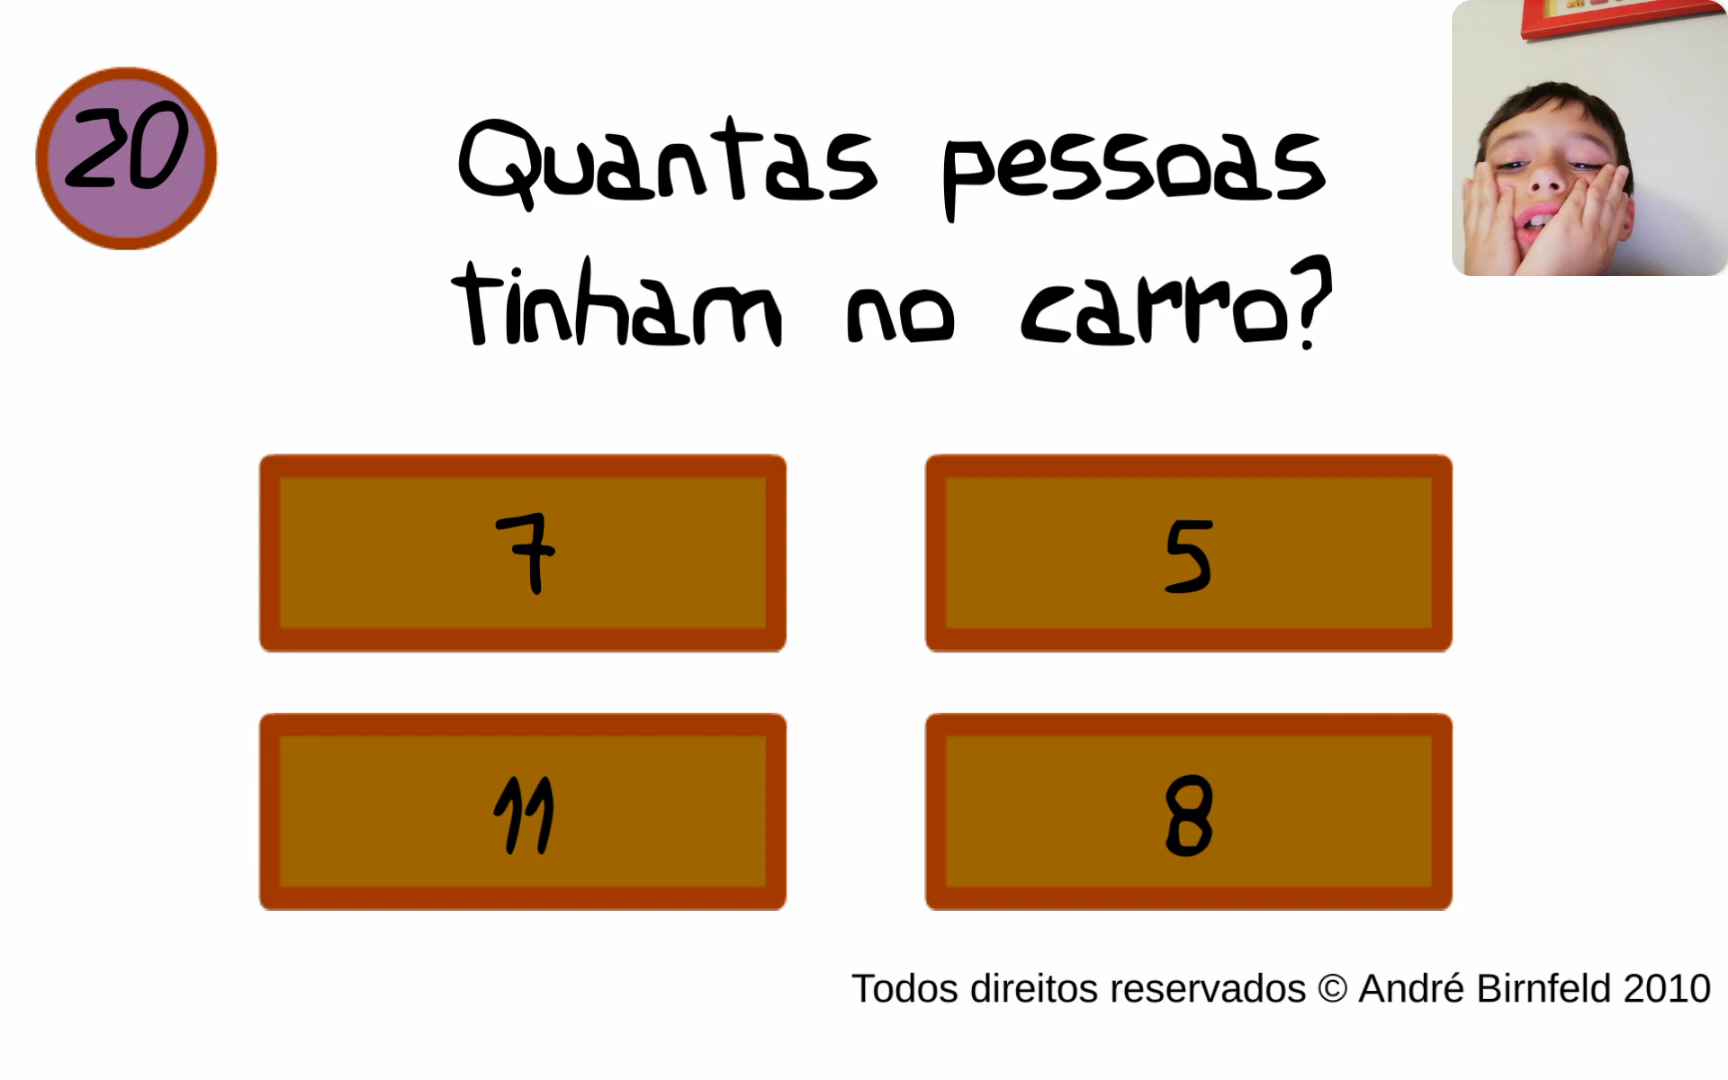 20
Quantas pessoas
tinham no carro?
7
5
11
8
Todos direitos reservados © André Birnfeld 2010